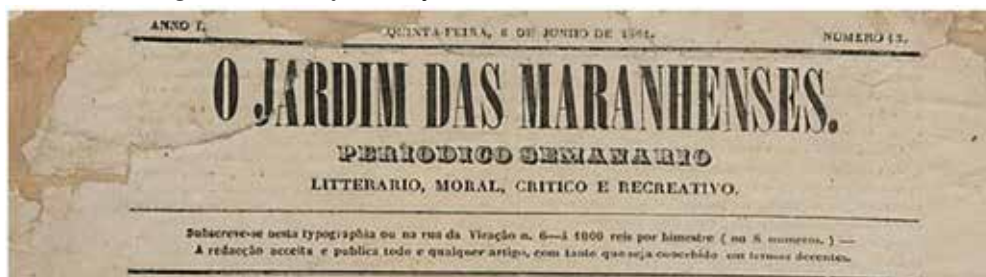 ANNO I. QUINTA-FEIRA, 6 DE JUNHO DE 1861. NUMERO
O JARDIM DAS MARANHENSES.
PERIODICO SEMANARIO
LITTERARIO, MORAL, CRITICO E RECREATIVO.
Subscreve-se nesta typographia ou na rua da Viração n. 6—á 1000 reis por bimestre ( ou 8 numeros. ) —
A redacção acceita e publica todo e qualquer artigo, com tanto que seja concebido em termos decentes.